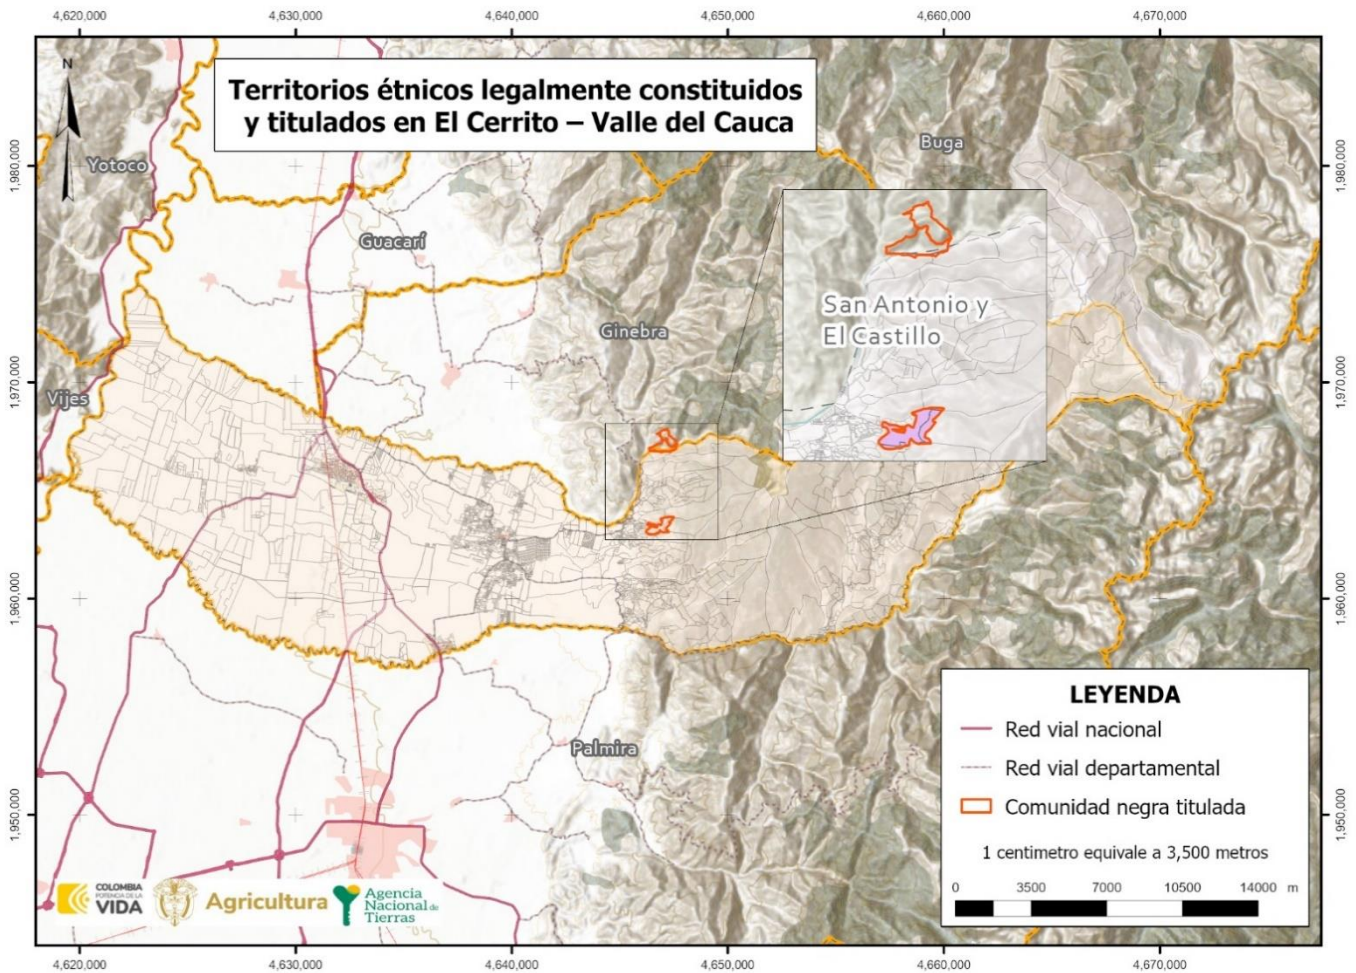 4,620,000 4,630,000 4,640,000 4,650,000 4,660,000 4,670,000
N
Territorios étnicos legalmente constituidos
y titulados en El Cerrito – Valle del Cauca
Buga
Yotoco
1,980,000 1,980,000
Guacarí
San Antonio y
El Castillo
Ginebra
1,970,000 1,970,000
Vijes
1,960,000 1,960,000
Palmira
LEYENDA
Red vial nacional
Red vial departamental
Comunidad negra titulada
1 centimetro equivale a 3,500 metros
0 3500 7000 10500 14000 m
1,950,000 1,950,000
COLOMBIA
POTENCIA DE LA
VIDA
Agricultura
Agencia
Nacional de
Tierras
4,620,000 4,630,000 4,640,000 4,650,000 4,660,000 4,670,000